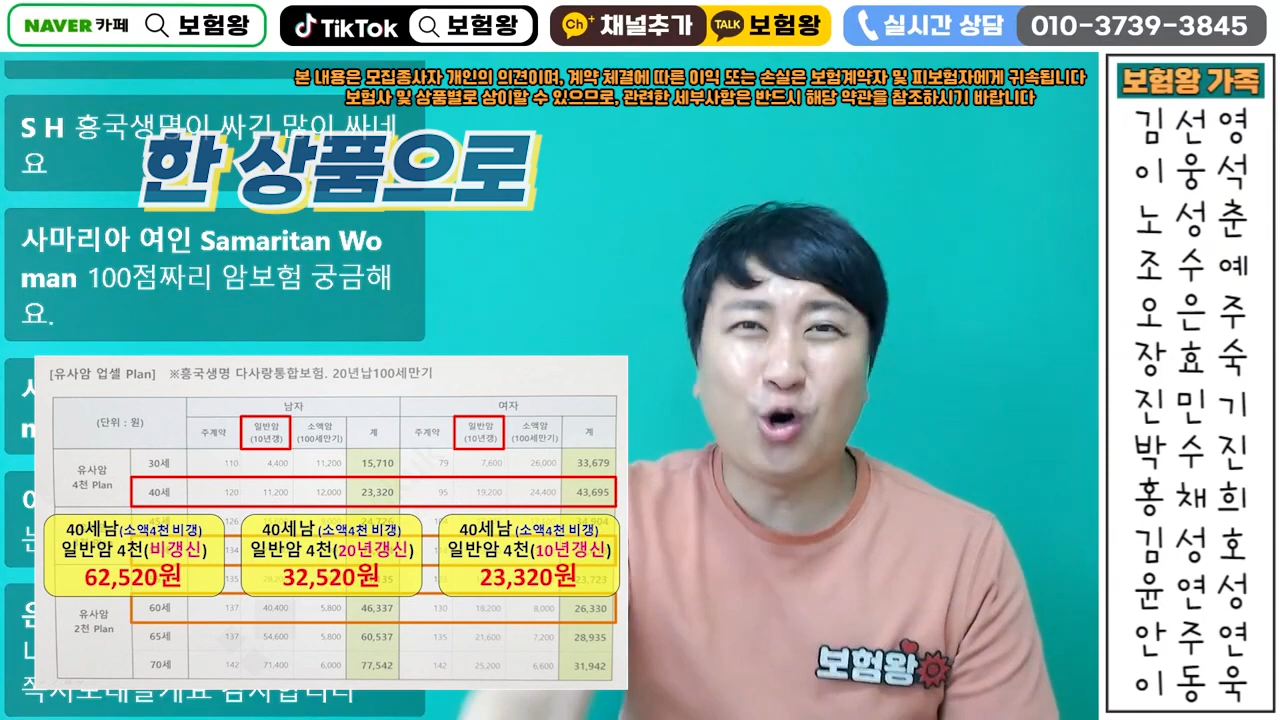 NAVER 카페 보험왕
TikTok 보험왕
Ch+ 채널추가 TALK 보험왕
실시간 상담 010-3739-3845
본 내용은 모집종사자 개인의 의견이며, 계약 체결에 따른 이익 또는 손실은 보험계약자 및 피보험자에게 귀속됩니다
보험사 및 상품별로 상이할 수 있으므로, 관련한 세부사항은 반드시 해당 약관을 참조하시기 바랍니다
S H 흥국생명이 싸긴 많이 싸네
요
한 상품으로
사마리아 여인 Samaritan Wo
man 100점짜리 암보험 궁금해
요.
[유사암 업셀 Plan] ※흥국생명 다사랑통합보험. 20년납100세만기
(단위 : 원) 남자 여자
주계약 일반암 (10년갱) 소액암 (100세만기) 계 주계약 일반암 (10년갱) 소액암 (100세만기) 계
유사암 4천 Plan
30세 110 4,400 11,200 15,710 79 7,600 26,000 33,679
40세 120 11,200 12,000 23,320 95 19,200 24,400 43,695
40세남(소액4천 비갱)
일반암 4천(비갱신)
62,520원
40세남(소액4천 비갱)
일반암 4천(20년갱신)
32,520원
40세남(소액4천 비갱)
일반암 4천(10년갱신)
23,320원
유사암 2천 Plan
60세 137 40,400 5,800 46,337 130 18,200 8,000 26,330
65세 137 54,600 5,800 60,537 135 21,600 7,200 28,935
70세 142 71,400 6,000 77,542 142 25,200 6,600 31,942
보험왕
보험왕 가족
김선영
이웅석
노성춘
조수예
오은주
장효숙
진민기
박수진
홍채희
김성호
윤연성
안주연
이동욱